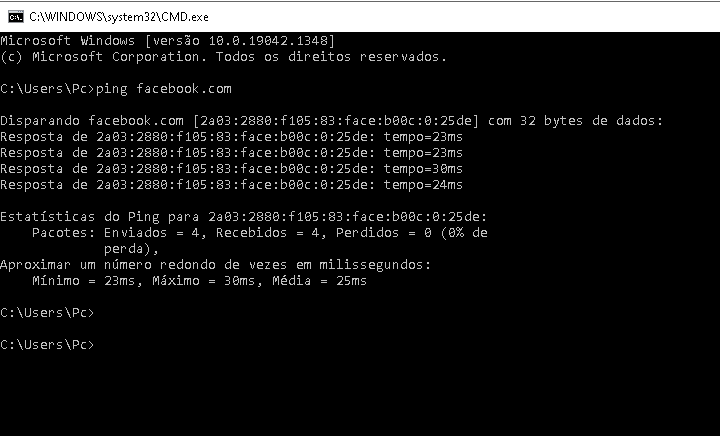 C:\WINDOWS\system32\CMD.exe
Microsoft Windows [versão 10.0.19042.1348]
(c) Microsoft Corporation. Todos os direitos reservados.
C:\Users\Pc>ping facebook.com
Disparando facebook.com [2a03:2880:f105:83:face:b00c:0:25de] com 32 bytes de dados:
Resposta de 2a03:2880:f105:83:face:b00c:0:25de: tempo=23ms
Resposta de 2a03:2880:f105:83:face:b00c:0:25de: tempo=23ms
Resposta de 2a03:2880:f105:83:face:b00c:0:25de: tempo=30ms
Resposta de 2a03:2880:f105:83:face:b00c:0:25de: tempo=24ms
Estatísticas do Ping para 2a03:2880:f105:83:face:b00c:0:25de:
    Pacotes: Enviados = 4, Recebidos = 4, Perdidos = 0 (0% de
             perda),
Aproximar um número redondo de vezes em milissegundos:
    Mínimo = 23ms, Máximo = 30ms, Média = 25ms
C:\Users\Pc>
C:\Users\Pc>